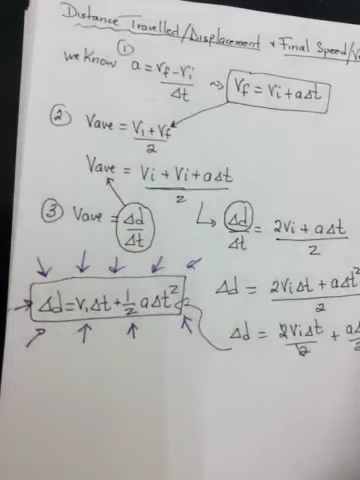 Distance Travelled/Displacement & Final Speed/
we know ① a = Vf - Vi / Δt ~> Vf = Vi + aΔt
② Vave = Vi + Vf / 2
Vave = Vi + Vi + aΔt / 2
③ Vave = Δd / Δt
Δd / Δt = 2Vi + aΔt / 2
Δd = 2ViΔt + aΔt² / 2
Δd = ViΔt + 1/2 aΔt²
Δd = 2ViΔt / 2 + a